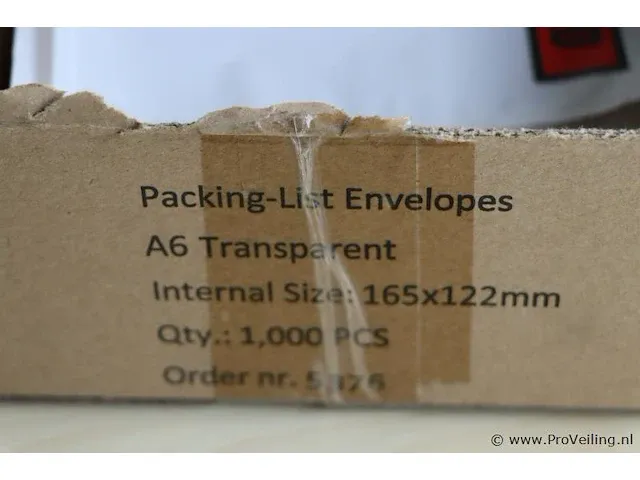 Packing-List Envelopes
A6 Transparent
Internal Size: 165x122mm
Qty.: 1,000 PCS
Order nr.
© www.ProVeiling.nl